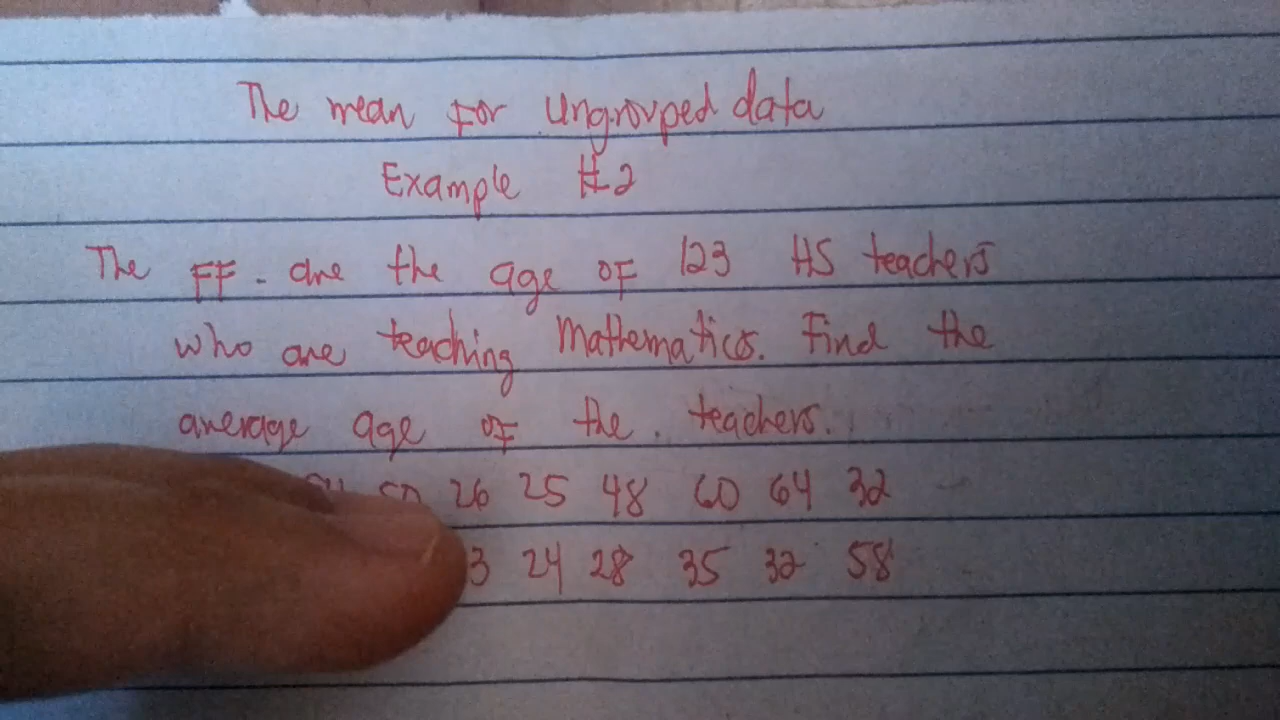 The mean For Ungrouped data
Example #2
The FF. are the age of 123 HS teachers
who are teaching Mathematics. Find the
average age of the. teachers.
26 25 48 60 64 32
3 24 28 35 32 58